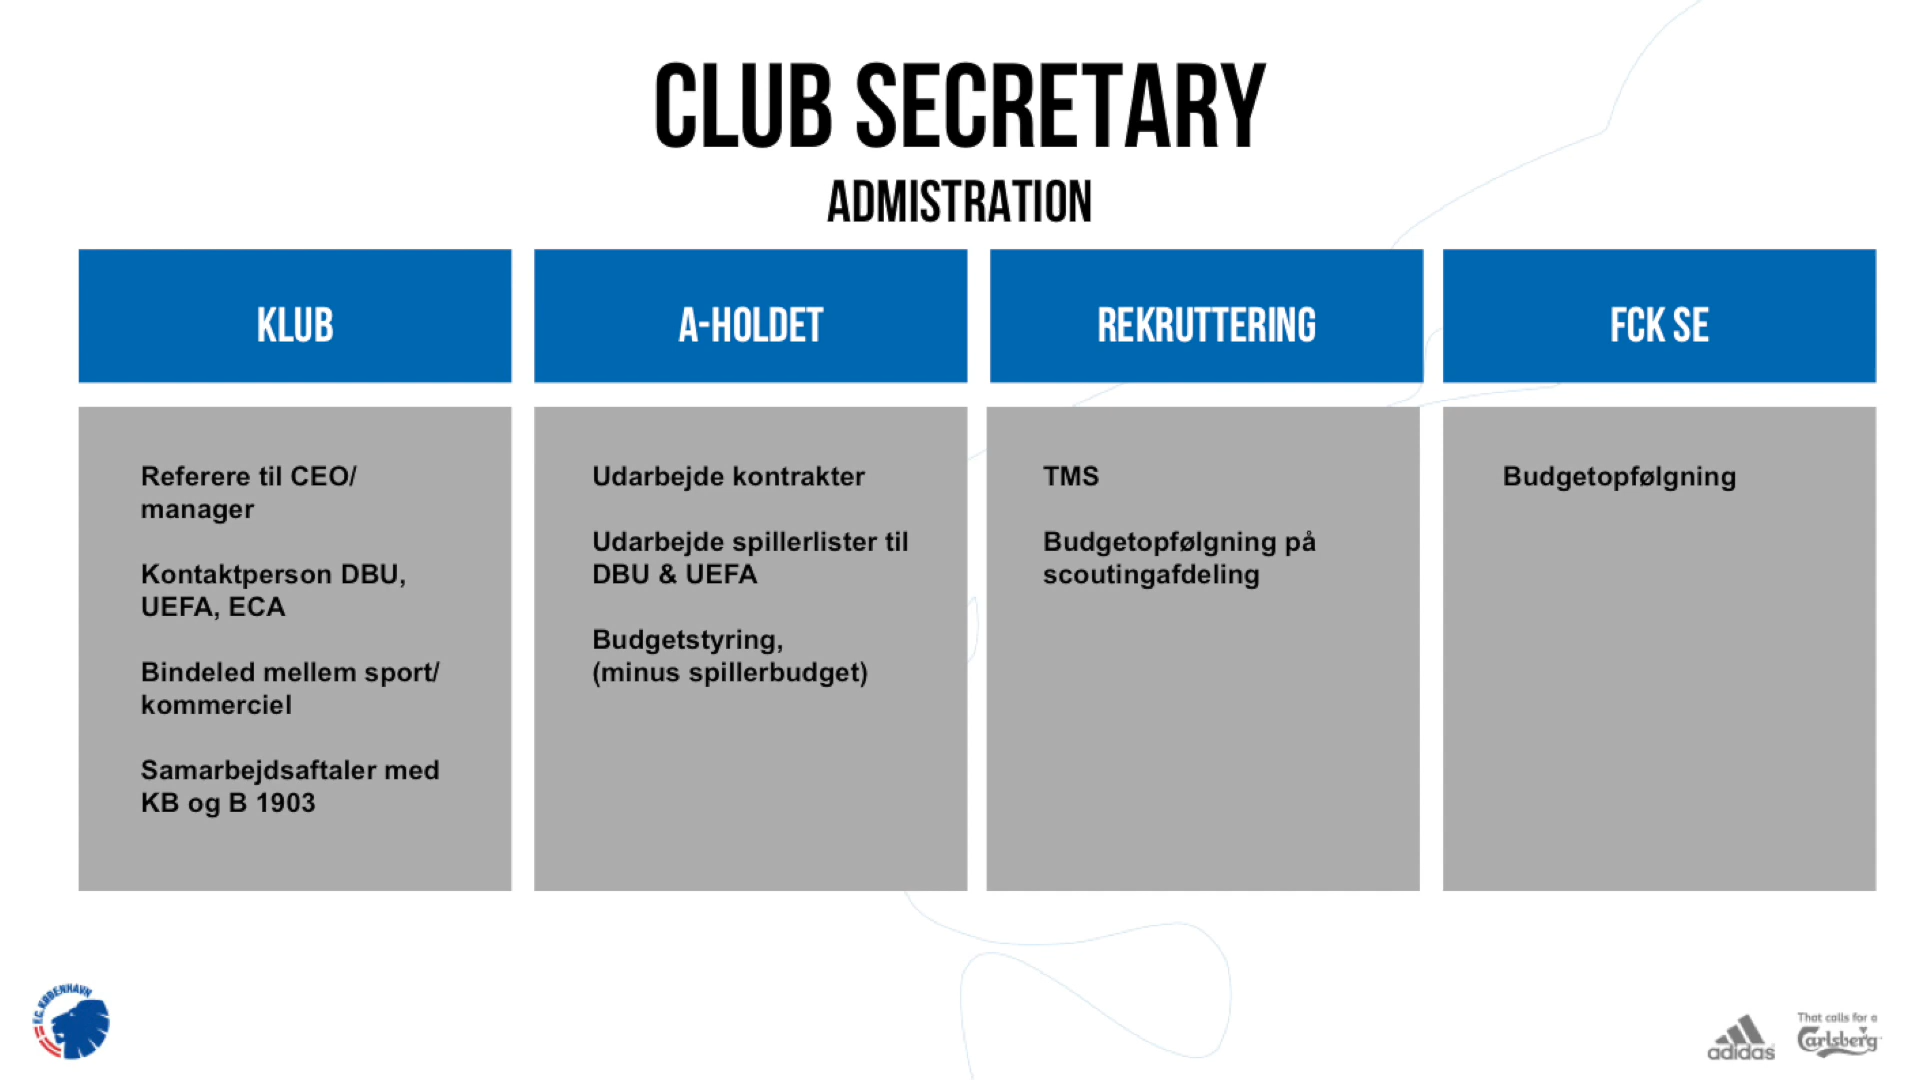 CLUB SECRETARY
ADMISTRATION
KLUB
A-HOLDET
REKRUTTERING
FCK SE
Referere til CEO/
manager
Kontaktperson DBU,
UEFA, ECA
Bindeled mellem sport/
kommerciel
Samarbejdsaftaler med
KB og B 1903
Udarbejde kontrakter
Udarbejde spillerlister til
DBU & UEFA
Budgetstyring,
(minus spillerbudget)
TMS
Budgetopfølgning på
scoutingafdeling
Budgetopfølgning
F.C. KØBENHAVN
adidas
That calls for a
Carlsberg